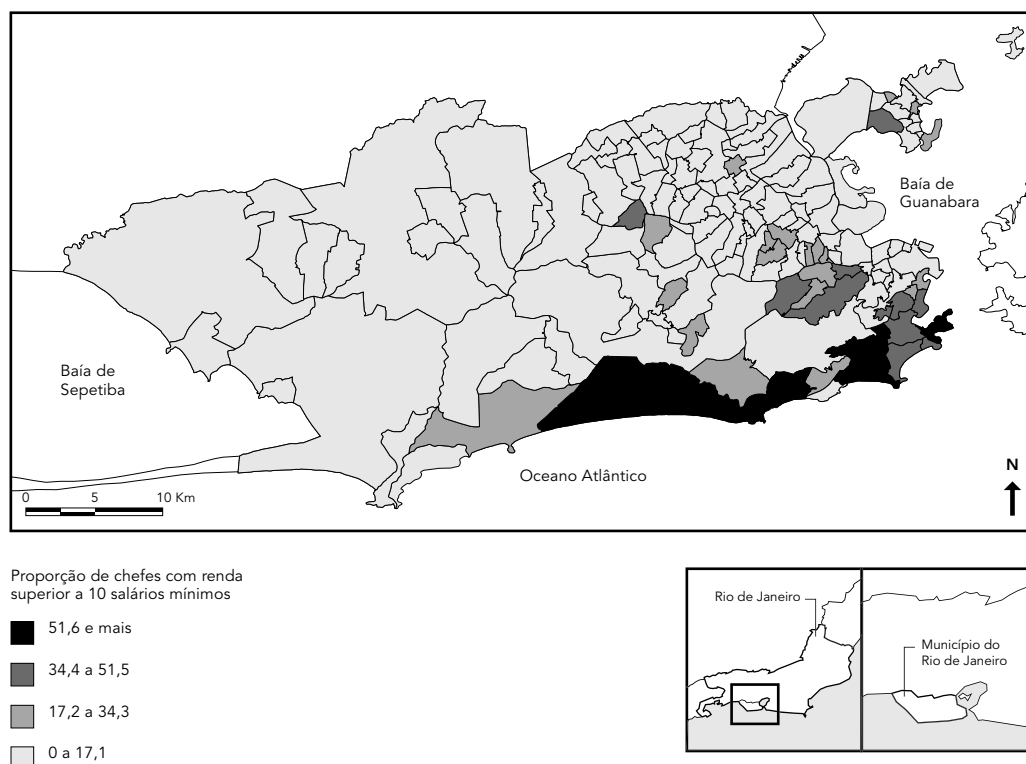 Baía de
Guanabara
Baía de
Sepetiba
Oceano Atlântico
N
0 5 10 Km
Proporção de chefes com renda
superior a 10 salários mínimos
51,6 e mais
34,4 a 51,5
17,2 a 34,3
0 a 17,1
Rio de Janeiro
Município do
Rio de Janeiro